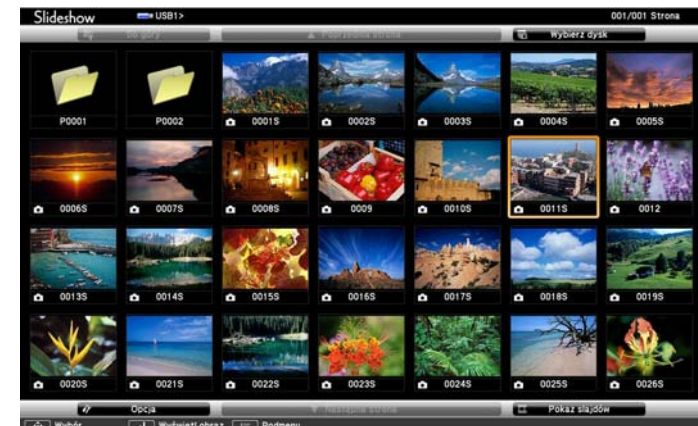 Slideshow USB1> 001/001 Strona
Do góry Poprzednia strona Wybierz dysk
P0001 P0002 0001S 0002S 0003S 0004S 0005S
0006S 0007S 0008S 0009 0010S 0011S 0012
0013S 0014S 0015S 0016S 0017S 0018S 0019S
0020S 0021S 0022S 0023S 0024S 0025S 0026S
Opcja Następna strona Pokaz slajdów
Wybór Wyświetl obraz Podmenu